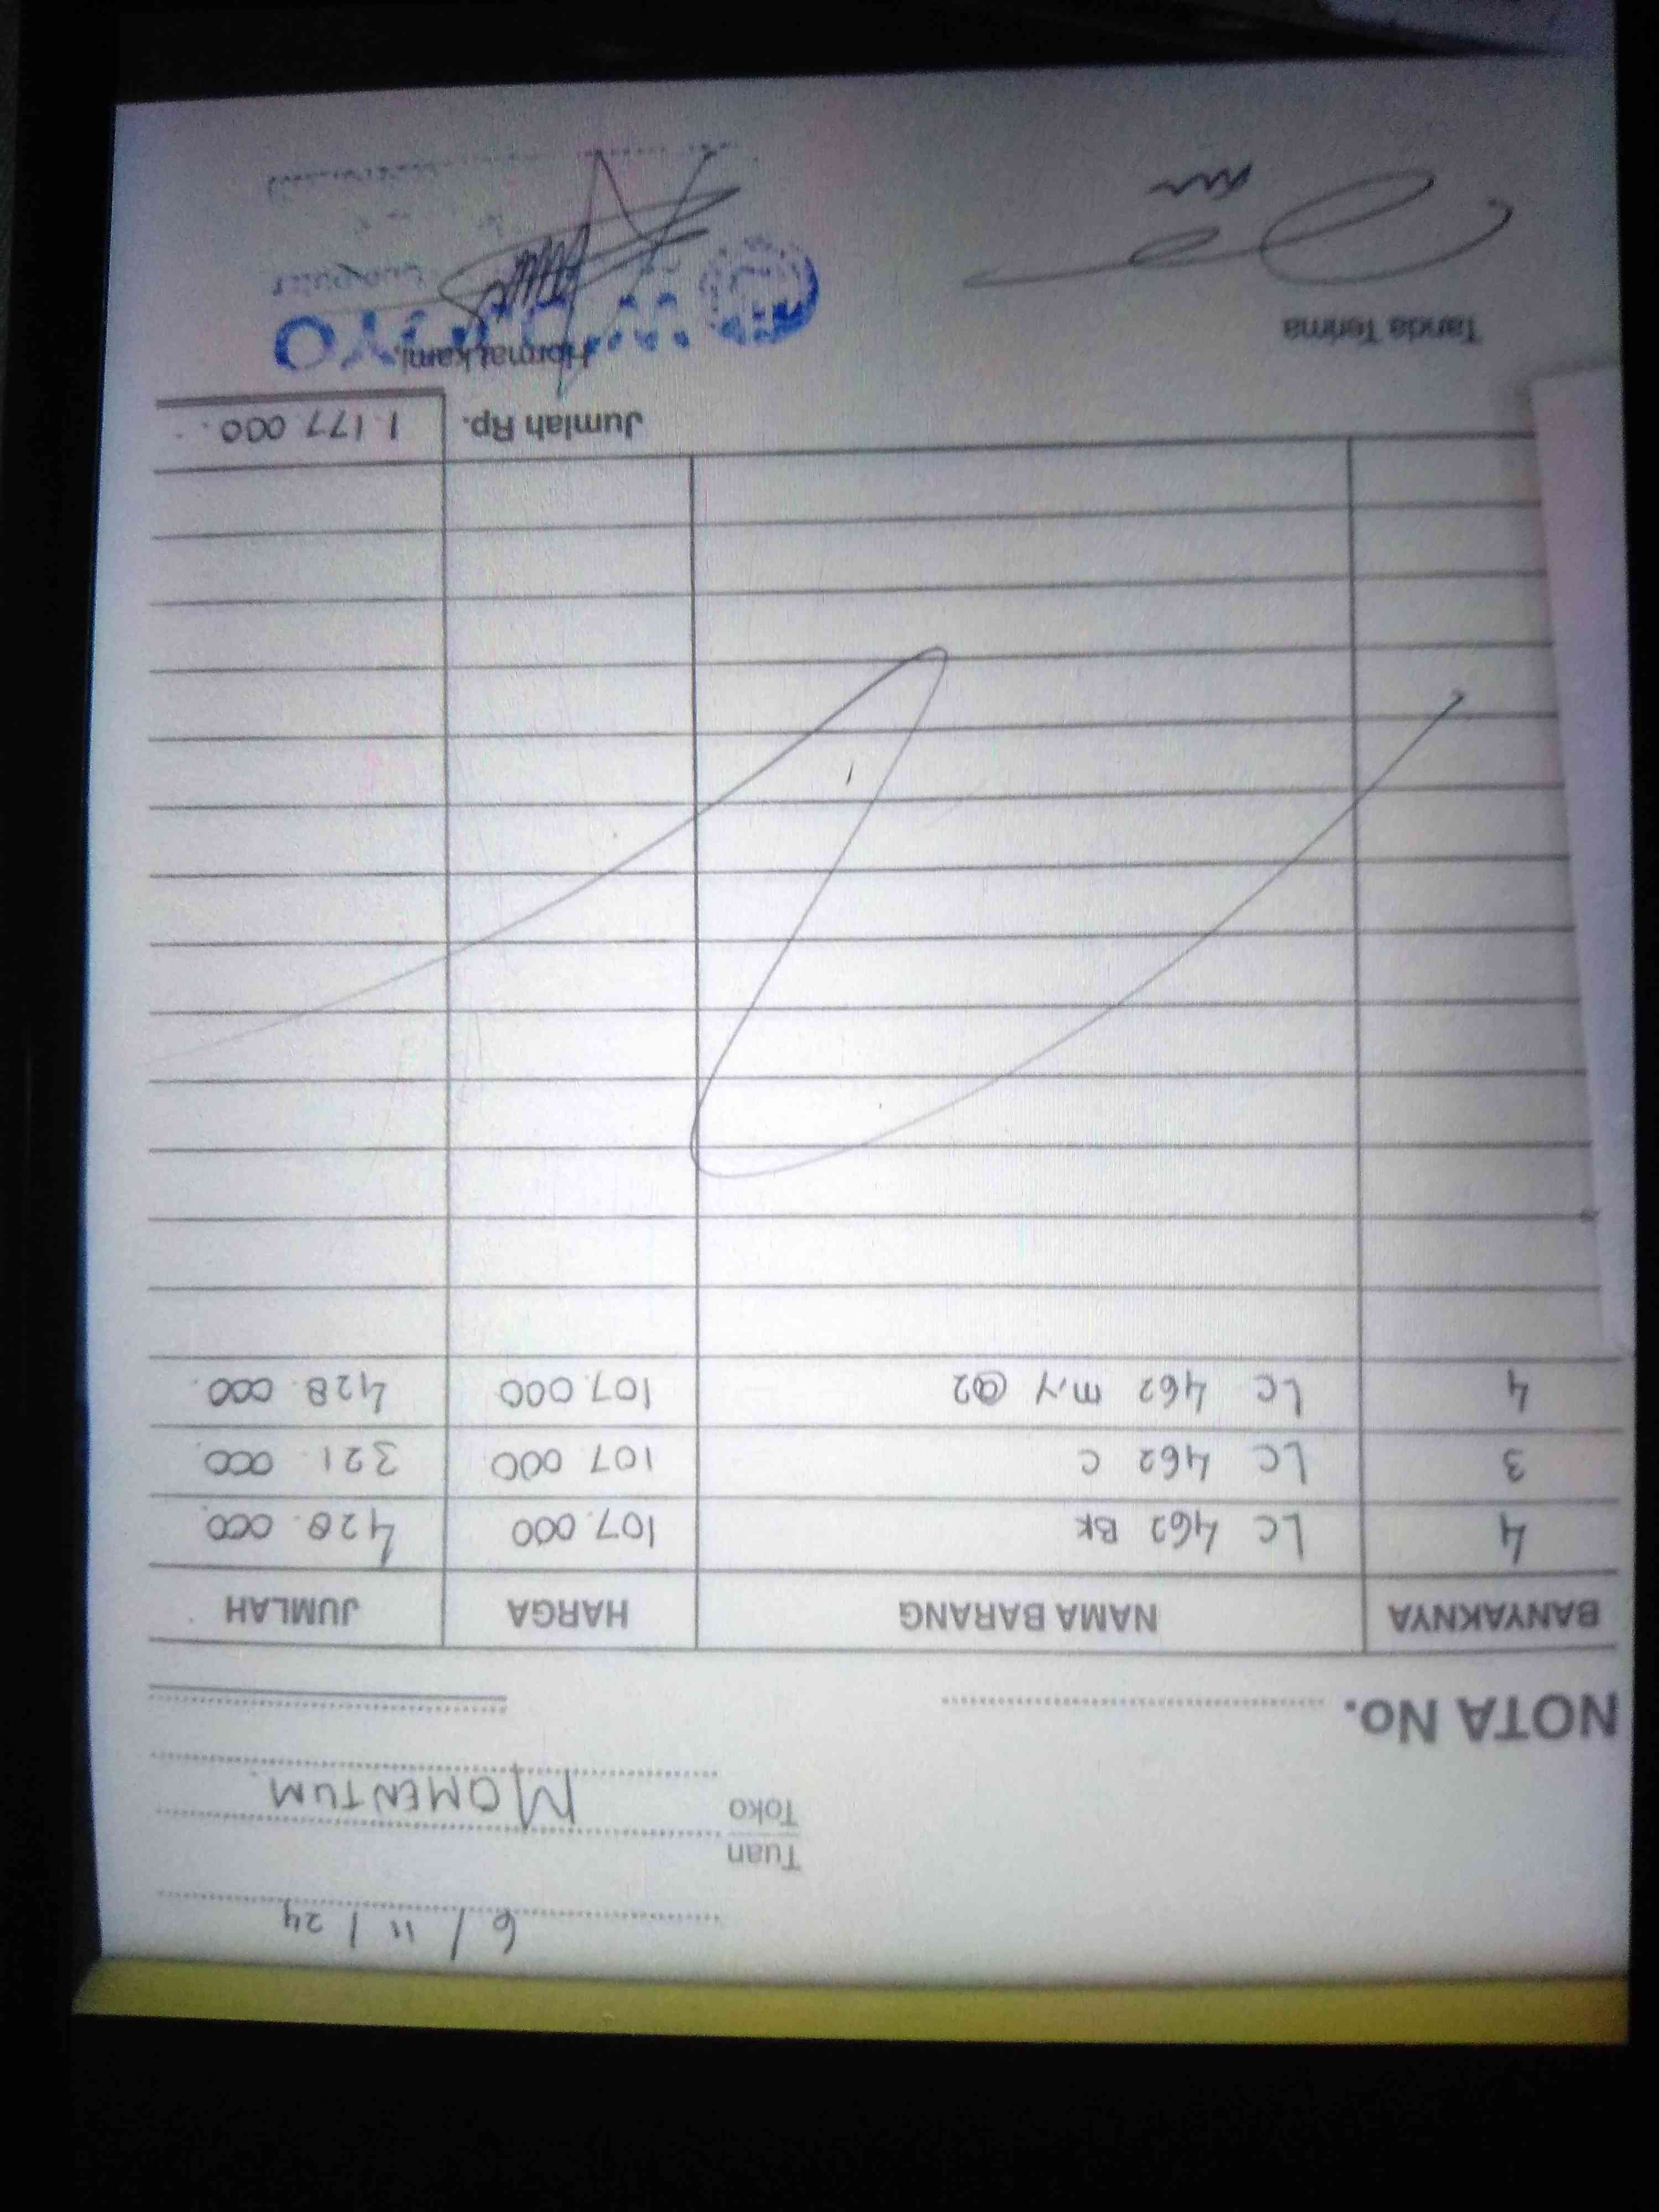 6 / 11 / 24
Tuan
Toko MOMENTUM.
NOTA No.
BANYAKNYA NAMA BARANG HARGA JUMLAH
4 LC 462 BK 107.000 428.000
3 LC 462 C 107 000 321.000
4 LC 462 m,y @2 107.000 428.000
Jumlah Rp. 1.177.000
Tanda Terima Hormat kami,